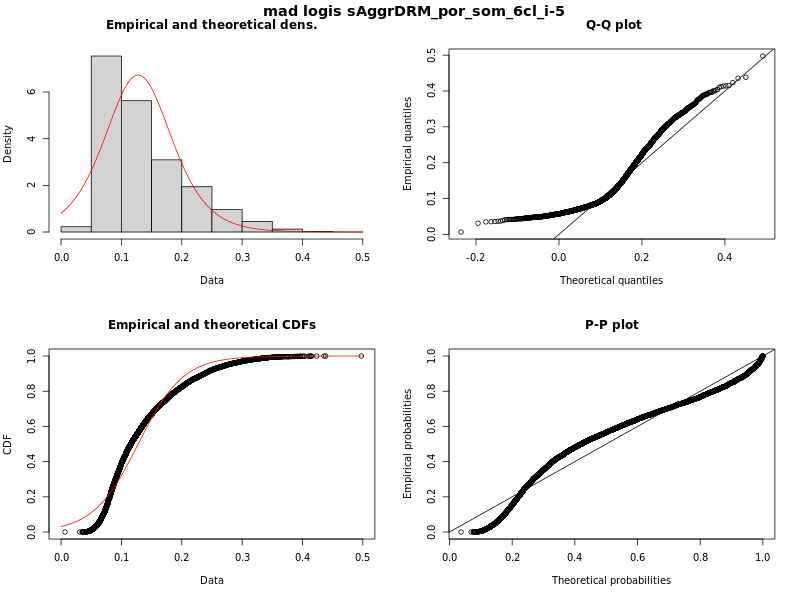 mad logis sAggrDRM_por_som_6cl_i-5
Empirical and theoretical dens.
Density
0 2 4 6
0.0 0.1 0.2 0.3 0.4 0.5
Data
Q-Q plot
Empirical quantiles
0.0 0.1 0.2 0.3 0.4 0.5
-0.2 0.0 0.2 0.4
Theoretical quantiles
Empirical and theoretical CDFs
CDF
0.0 0.2 0.4 0.6 0.8 1.0
0.0 0.1 0.2 0.3 0.4 0.5
Data
P-P plot
Empirical probabilities
0.0 0.2 0.4 0.6 0.8 1.0
0.0 0.2 0.4 0.6 0.8 1.0
Theoretical probabilities